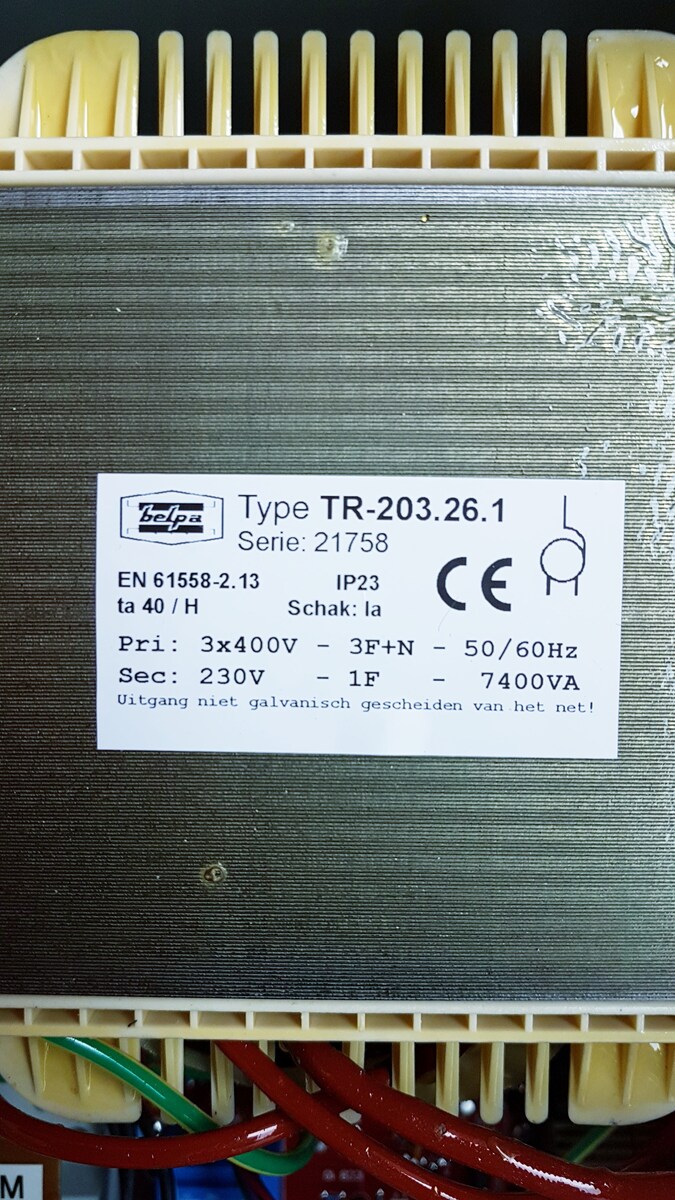 belpa
Type TR-203.26.1
Serie: 21758
EN 61558-2.13 IP23
ta 40 / H Schak: Ia
Pri: 3x400V - 3F+N - 50/60Hz
Sec: 230V - 1F - 7400VA
Uitgang niet galvanisch gescheiden van het net!
M